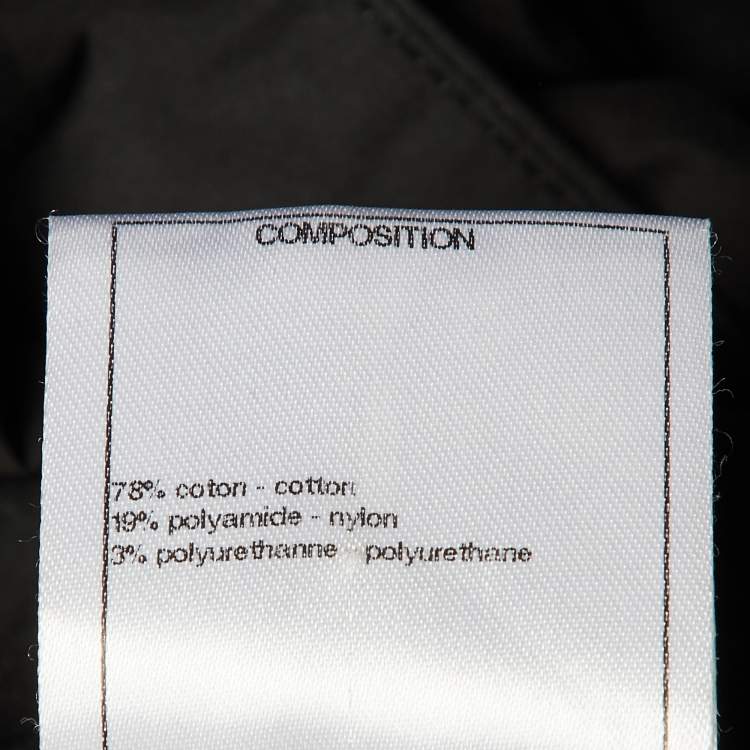 COMPOSITION
78% coton - cotton
19% polyamide - nylon
3% polyurethanne polyurethane